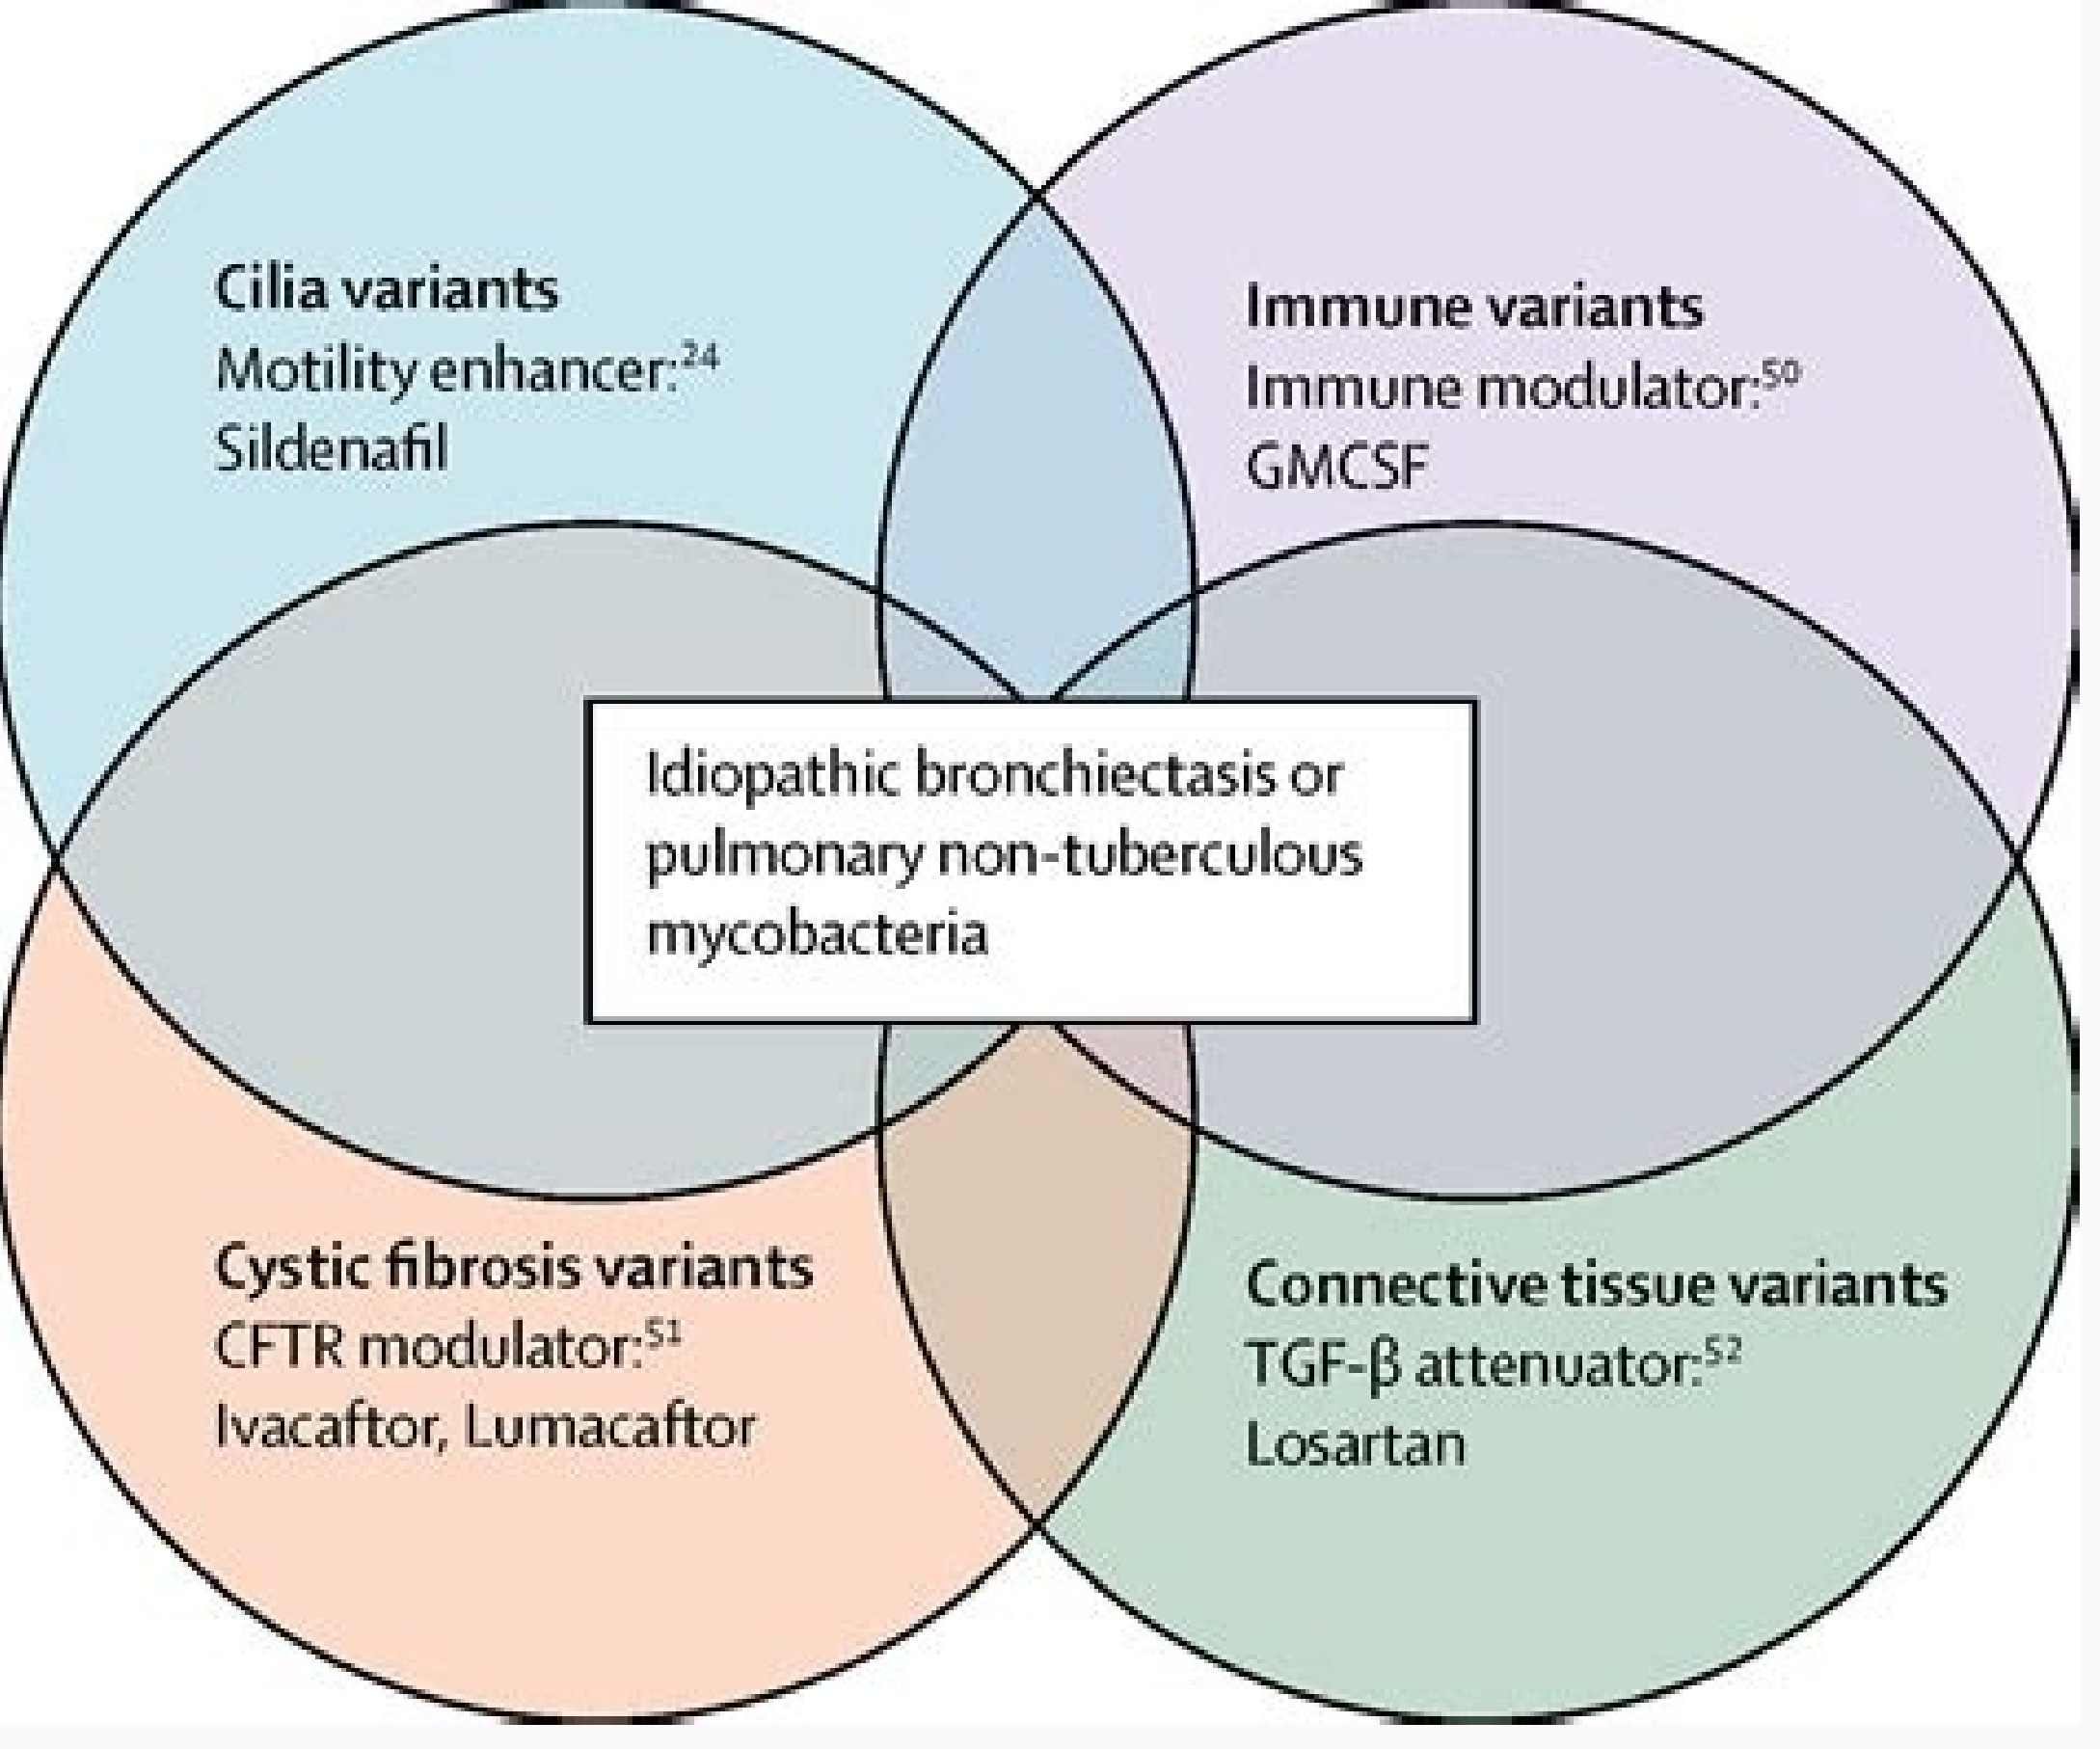 Cilia variants
Motility enhancer:²⁴
Sildenafil
Immune variants
Immune modulator:⁵⁰
GMCSF
Idiopathic bronchiectasis or
pulmonary non-tuberculous
mycobacteria
Cystic fibrosis variants
CFTR modulator:⁵¹
Ivacaftor, Lumacaftor
Connective tissue variants
TGF-β attenuator:⁵²
Losartan